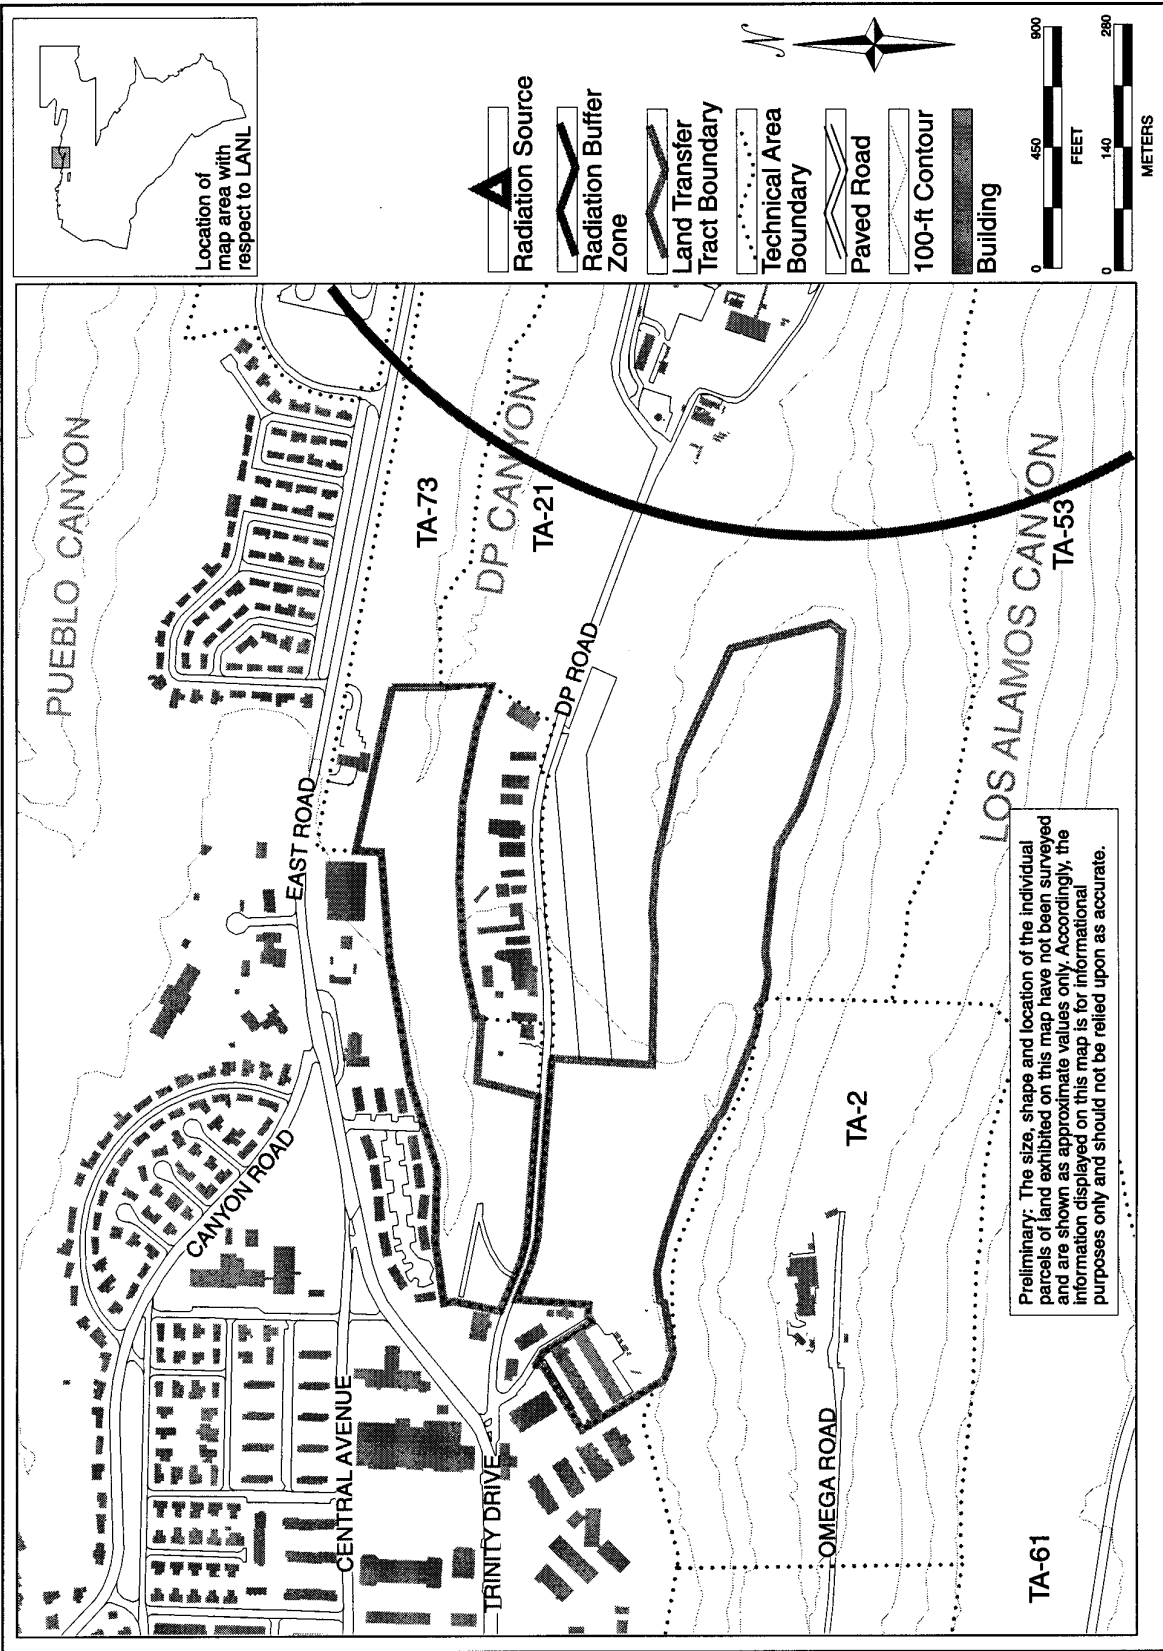 PUEBLO CANYON
CANYON ROAD
EAST ROAD
CENTRAL AVENUE
TRINITY DRIVE
TA-73
DP CANYON
TA-21
DP ROAD
TA-2
OMEGA ROAD
TA-61
LOS ALAMOS CANYON
TA-53
Preliminary: The size, shape and location of the individual
parcels of land exhibited on this map have not been surveyed
and are shown as approximate values only. Accordingly, the
information displayed on this map is for informational
purposes only and should not be relied upon as accurate.
Location of
map area with
respect to LANL
Radiation Source
Radiation Buffer
Zone
Land Transfer
Tract Boundary
Technical Area
Boundary
Paved Road
100-ft Contour
Building
N
0 450 900
FEET
0 140 280
METERS